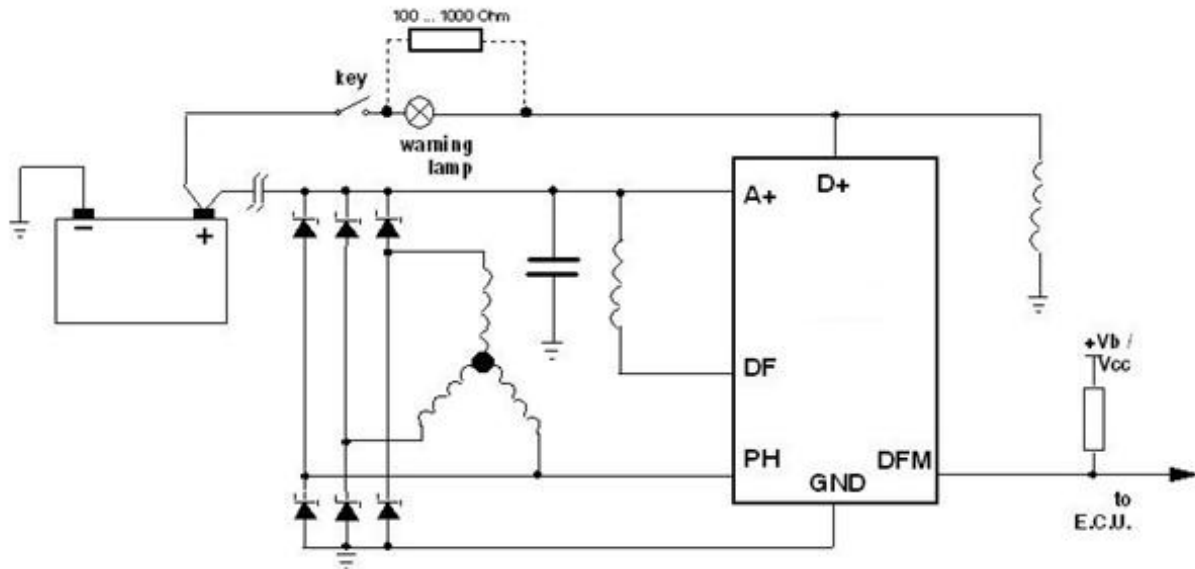 100 ... 1000 Ohm
key
warning
lamp
A+
D+
-
+
+Vb /
Vcc
DF
PH
DFM
GND
to
E.C.U.